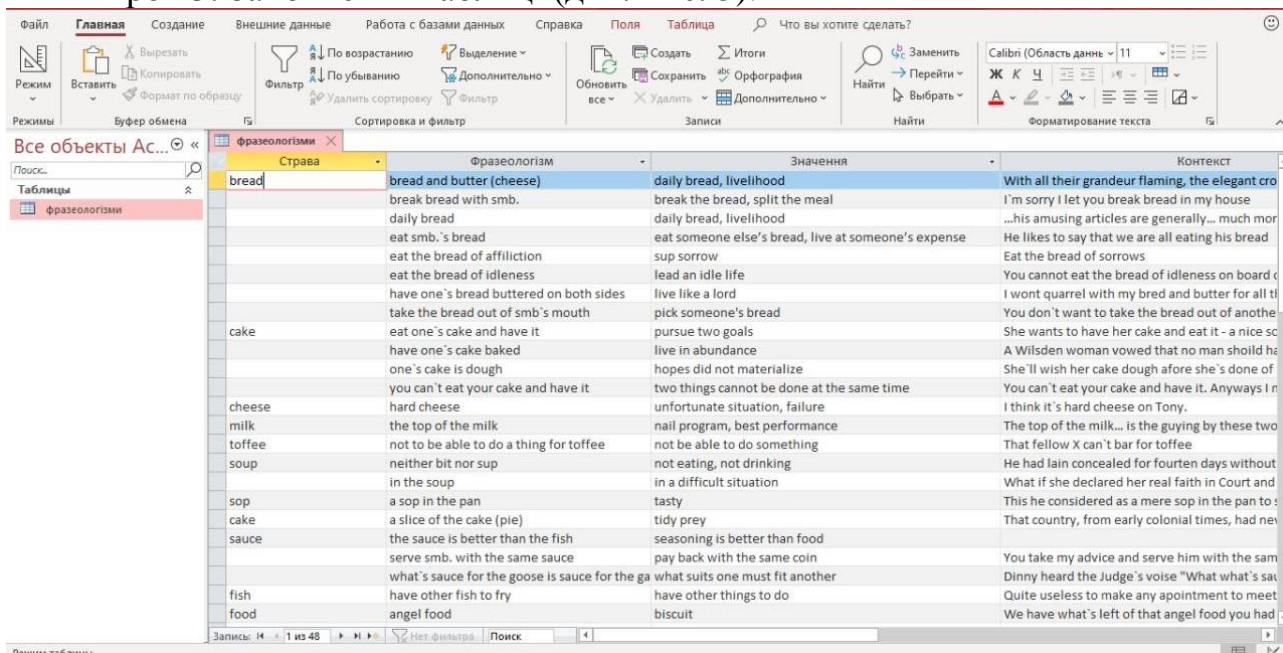 Файл Главная Создание Внешние данные Работа с базами данных Справка Поля Таблица Что вы хотите сделать?
Режим
Вставить
Вырезать
Копировать
Формат по образцу
Фильтр
По возрастанию
По убыванию
Удалить сортировку
Выделение
Дополнительно
Фильтр
Обновить все
Создать
Сохранить
Удалить
Итоги
Орфография
Дополнительно
Найти
Заменить
Перейти
Выбрать
Calibri (Область данн 11
Ж К Ч
Режимы Буфер обмена Сортировка и фильтр Записи Найти Форматирование текста
Все объекты Ac...
Поиск...
Таблицы
фразеологізми
фразеологізми
Страва Фразеологізм Значення Контекст
bread bread and butter (cheese) daily bread, livelihood With all their grandeur flaming, the elegant cro
break bread with smb. break the bread, split the meal I`m sorry I let you break bread in my house
daily bread daily bread, livelihood ...his amusing articles are generally... much mor
eat smb.`s bread eat someone else's bread, live at someone's expense He likes to say that we are all eating his bread
eat the bread of affiliction sup sorrow Eat the bread of sorrows
eat the bread of idleness lead an idle life You cannot eat the bread of idleness on board
have one`s bread buttered on both sides live like a lord I wont quarrel with my bred and butter for all
take the bread out of smb`s mouth pick someone's bread You don`t want to take the bread out of anothe
cake eat one`s cake and have it pursue two goals She wants to have her cake and eat it - a nice
have one`s cake baked live in abundance A Wilsden woman vowed that no man shoild ha
one`s cake is dough hopes did not materialize She`ll wish her cake dough afore she`s done of
you can`t eat your cake and have it two things cannot be done at the same time You can`t eat your cake and have it. Anyways I
cheese hard cheese unfortunate situation, failure I think it`s hard cheese on Tony.
milk the top of the milk nail program, best performance The top of the milk... is the guying by these two
toffee not to be able to do a thing for toffee not be able to do something That fellow X can`t bar for toffee
soup neither bit nor sup not eating, not drinking He had lain concealed for fourten days without
in the soup in a difficult situation What if she declared her real faith in Court and
sop a sop in the pan tasty This he considered as a mere sop in the pan to
cake a slice of the cake (pie) tidy prey That country, from early colonial times, had nev
sauce the sauce is better than the fish seasoning is better than food
serve smb. with the same sauce pay back with the same coin You take my advice and serve him with the sam
what`s sauce for the goose is sauce for the ga what suits one must fit another Dinny heard the Judge`s voise "What what`s sau
fish have other fish to fry have other things to do Quite useless to make any apointment to meet
food angel food biscuit We have what`s left of that angel food you had
Запись: 1 из 48 Нет фильтра Поиск